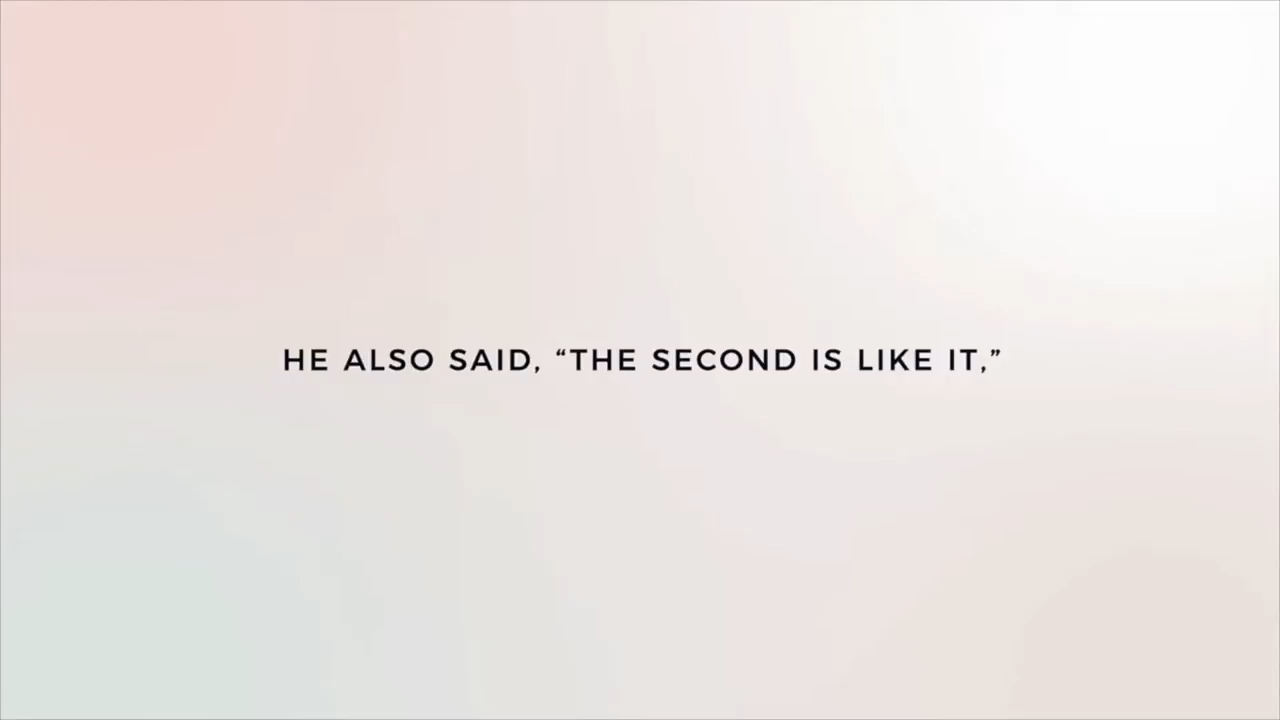 HE ALSO SAID, “THE SECOND IS LIKE IT,”